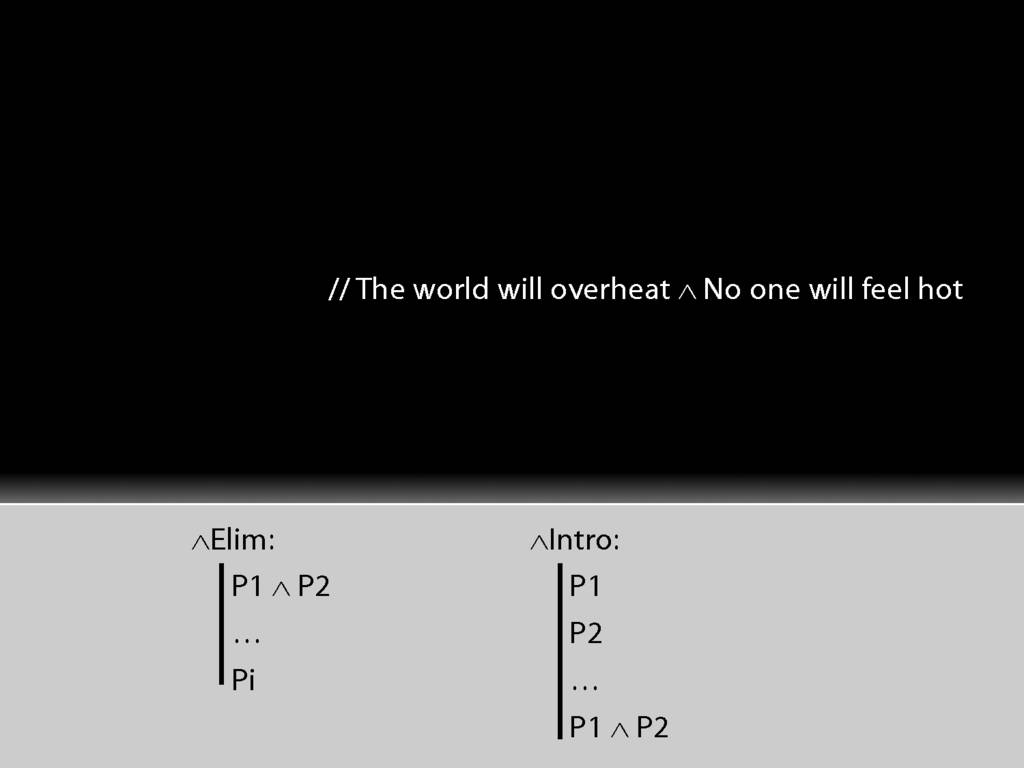 // The world will overheat ∧ No one will feel hot
∧Elim:
P1 ∧ P2
…
Pi
∧Intro:
P1
P2
…
P1 ∧ P2